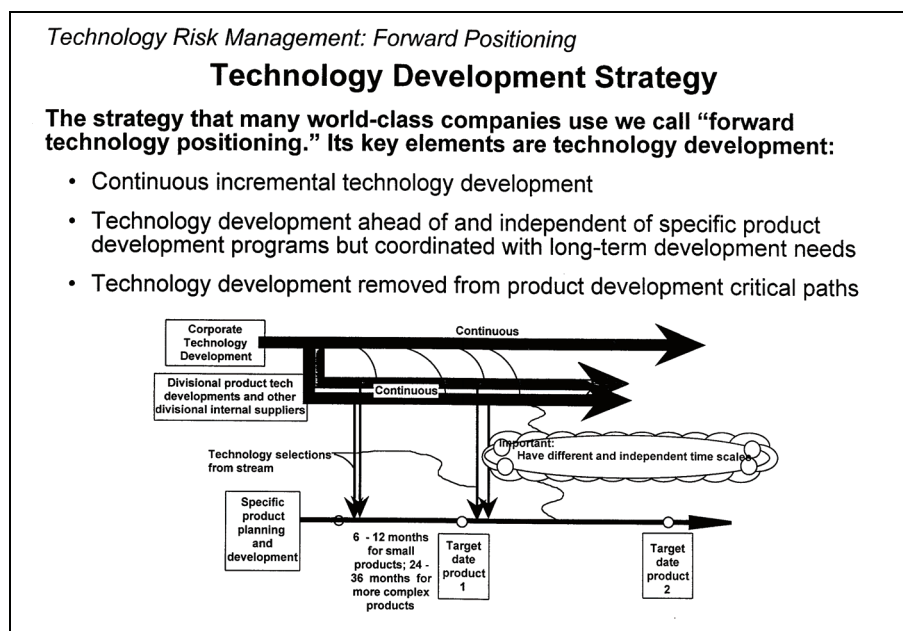 Technology Risk Management: Forward Positioning
Technology Development Strategy
The strategy that many world-class companies use we call “forward
technology positioning.” Its key elements are technology development:
• Continuous incremental technology development
• Technology development ahead of and independent of specific product
development programs but coordinated with long-term development needs
• Technology development removed from product development critical paths
Corporate
Technology
Development
Continuous
Divisional product tech
developments and other
divisional internal suppliers
Continuous
Important:
Have different and independent time scales
Technology selections
from stream
Specific
product
planning
and
development
6 - 12 months
for small
products; 24 -
36 months for
more complex
products
Target
date
product
1
Target
date
product
2